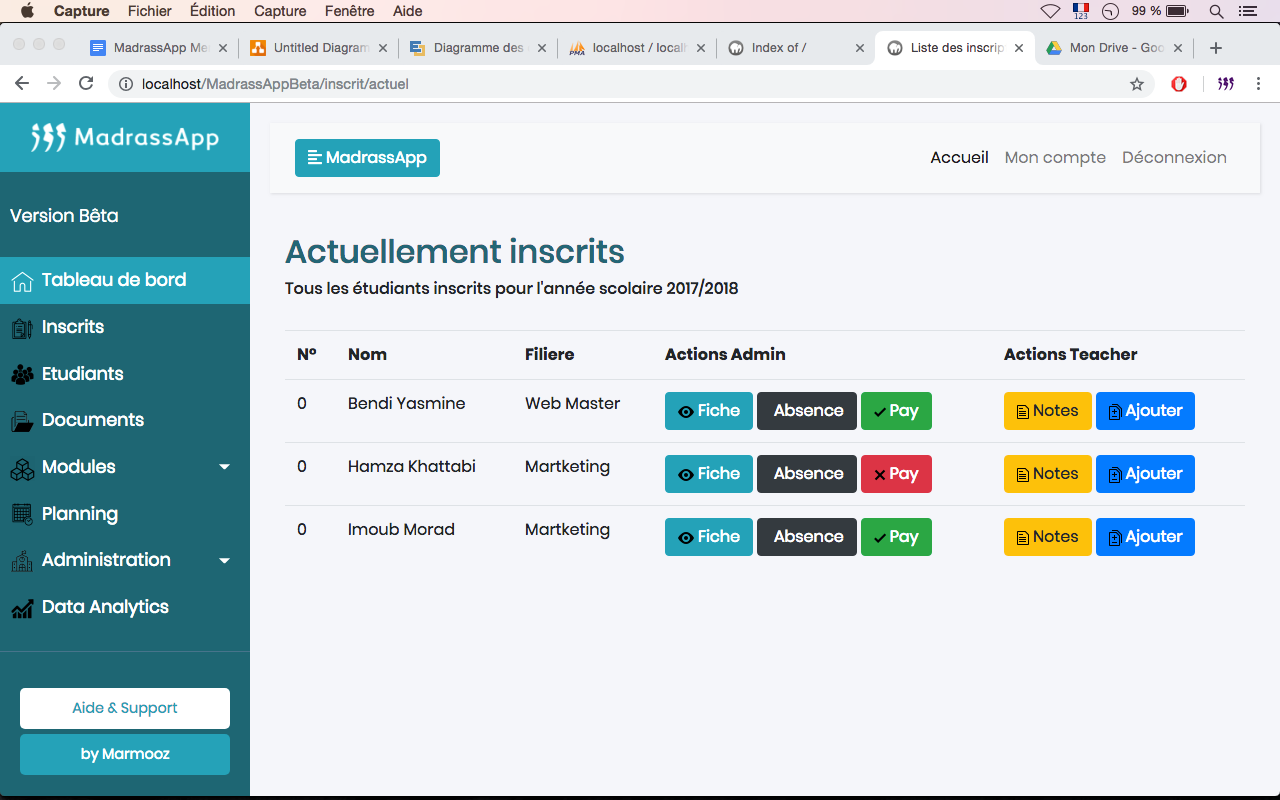 Capture Fichier Édition Capture Fenêtre Aide 123 99 %
MadrassApp Me Untitled Diagram Diagramme des localhost / locall Index of / Liste des inscrip Mon Drive - Goo
localhost/MadrassAppBeta/inscrit/actuel
MadrassApp
MadrassApp Accueil Mon compte Déconnexion
Version Bêta
Tableau de bord
Inscrits
Etudiants
Documents
Modules
Planning
Administration
Data Analytics
Aide & Support
by Marmooz
Actuellement inscrits
Tous les étudiants inscrits pour l'année scolaire 2017/2018
Nº Nom Filiere Actions Admin Actions Teacher
0 Bendi Yasmine Web Master Fiche Absence Pay Notes Ajouter
0 Hamza Khattabi Martketing Fiche Absence Pay Notes Ajouter
0 Imoub Morad Martketing Fiche Absence Pay Notes Ajouter